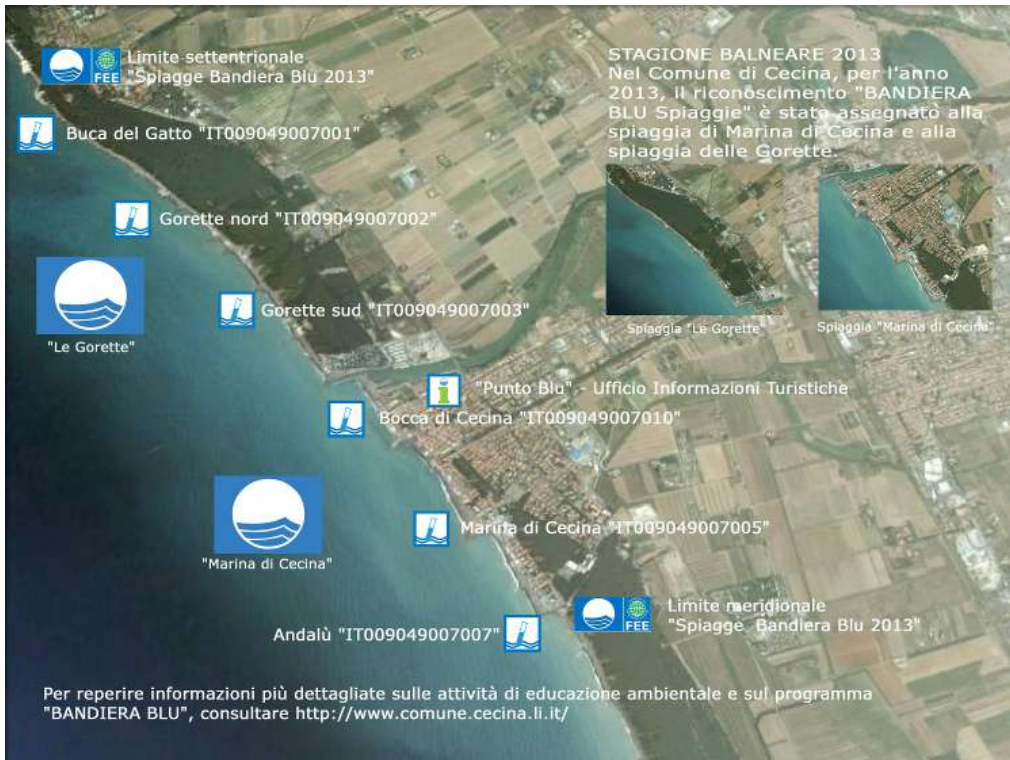 Limite settentrionale
"Spiagge Bandiera Blu 2013"
FEE
STAGIONE BALNEARE 2013
Nel Comune di Cecina, per l'anno
2013, il riconoscimento "BANDIERA
BLU Spiaggie" è stato assegnato alla
spiaggia di Marina di Cecina e alla
spiaggia delle Gorette.
Buca del Gatto "IT009049007001"
Gorette nord "IT009049007002"
Gorette sud "IT009049007003"
"Le Gorette"
Spiaggia "Le Gorette"
Spiaggia "Marina di Cecina"
"Punto Blu" - Ufficio Informazioni Turistiche
Bocca di Cecina "IT009049007010"
Marina di Cecina "IT009049007005"
"Marina di Cecina"
Limite meridionale
"Spiagge Bandiera Blu 2013"
FEE
Andalù "IT009049007007"
Per reperire informazioni più dettagliate sulle attività di educazione ambientale e sul programma
"BANDIERA BLU", consultare http://www.comune.cecina.li.it/